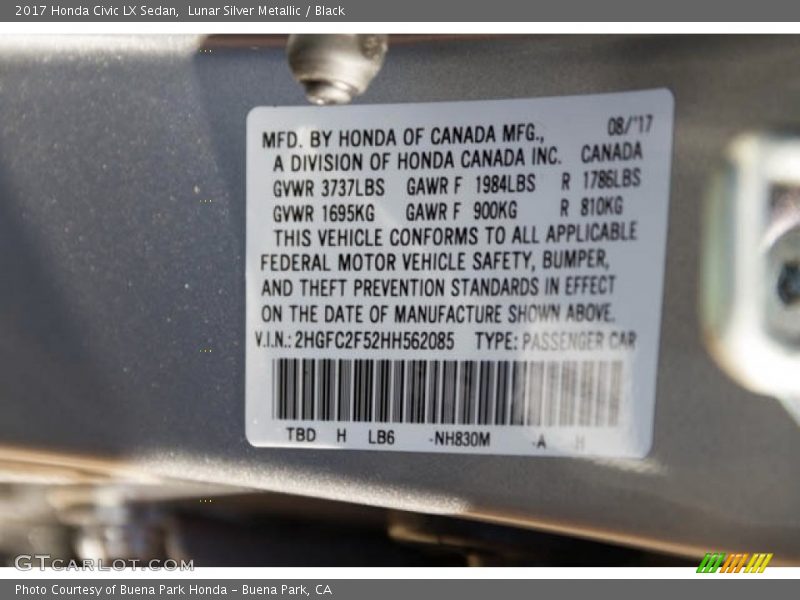 2017 Honda Civic LX Sedan,  Lunar Silver Metallic / Black
MFD. BY HONDA OF CANADA MFG., 08/'17
A DIVISION OF HONDA CANADA INC. CANADA
GVWR 3737LBS GAWR F 1984LBS R 1786LBS
GVWR 1695KG GAWR F 900KG R 810KG
THIS VEHICLE CONFORMS TO ALL APPLICABLE
FEDERAL MOTOR VEHICLE SAFETY, BUMPER,
AND THEFT PREVENTION STANDARDS IN EFFECT
ON THE DATE OF MANUFACTURE SHOWN ABOVE.
V.I.N.: 2HGFC2F52HH562085 TYPE: PASSENGER CAR
TBD H LB6 -NH830M -A H
GTCARLOT.COM
Photo Courtesy of Buena Park Honda – Buena Park, CA